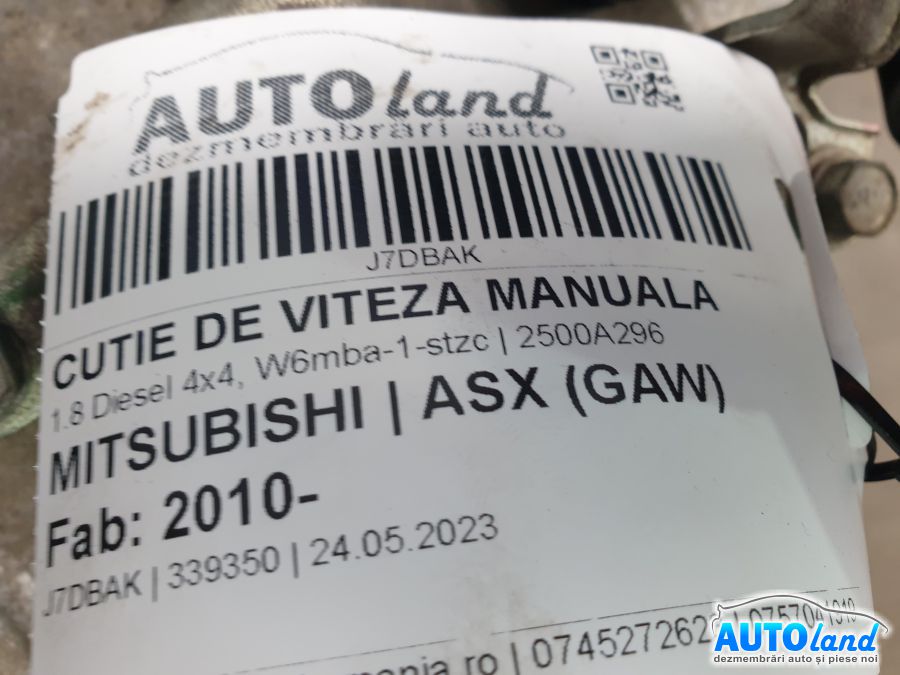 AUTOland
dezmembrări auto
J7DBAK
CUTIE DE VITEZA MANUALA
1.8 Diesel 4x4, W6mba-1-stzc | 2500A296
MITSUBISHI | ASX (GAW)
Fab: 2010-
J7DBAK | 339350 | 24.05.2023
.ro |
AUTOland
dezmembrări auto și piese noi